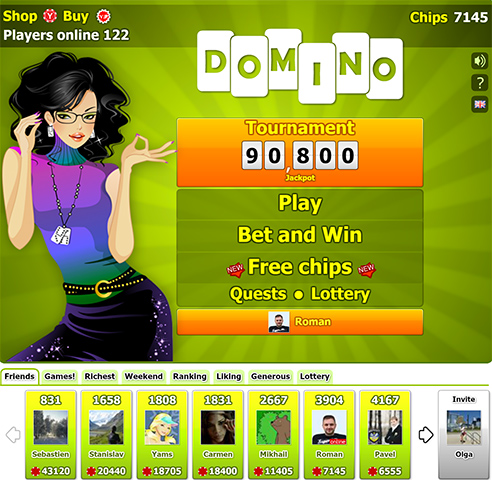 Shop Buy
Chips 7145
Players online 122
DOMINO
?
Tournament
90,800
Jackpot
Play
Bet and Win
NEW Free chips NEW
Quests ● Lottery
Roman
Friends Games! Richest Weekend Ranking Liking Generous Lottery
831 1658 1808 1831 2667 3904 4167 Invite
Sebastien Stanislav Yams Carmen Mikhail Roman Pavel Olga
43120 20440 18705 18400 11405 7145 6555